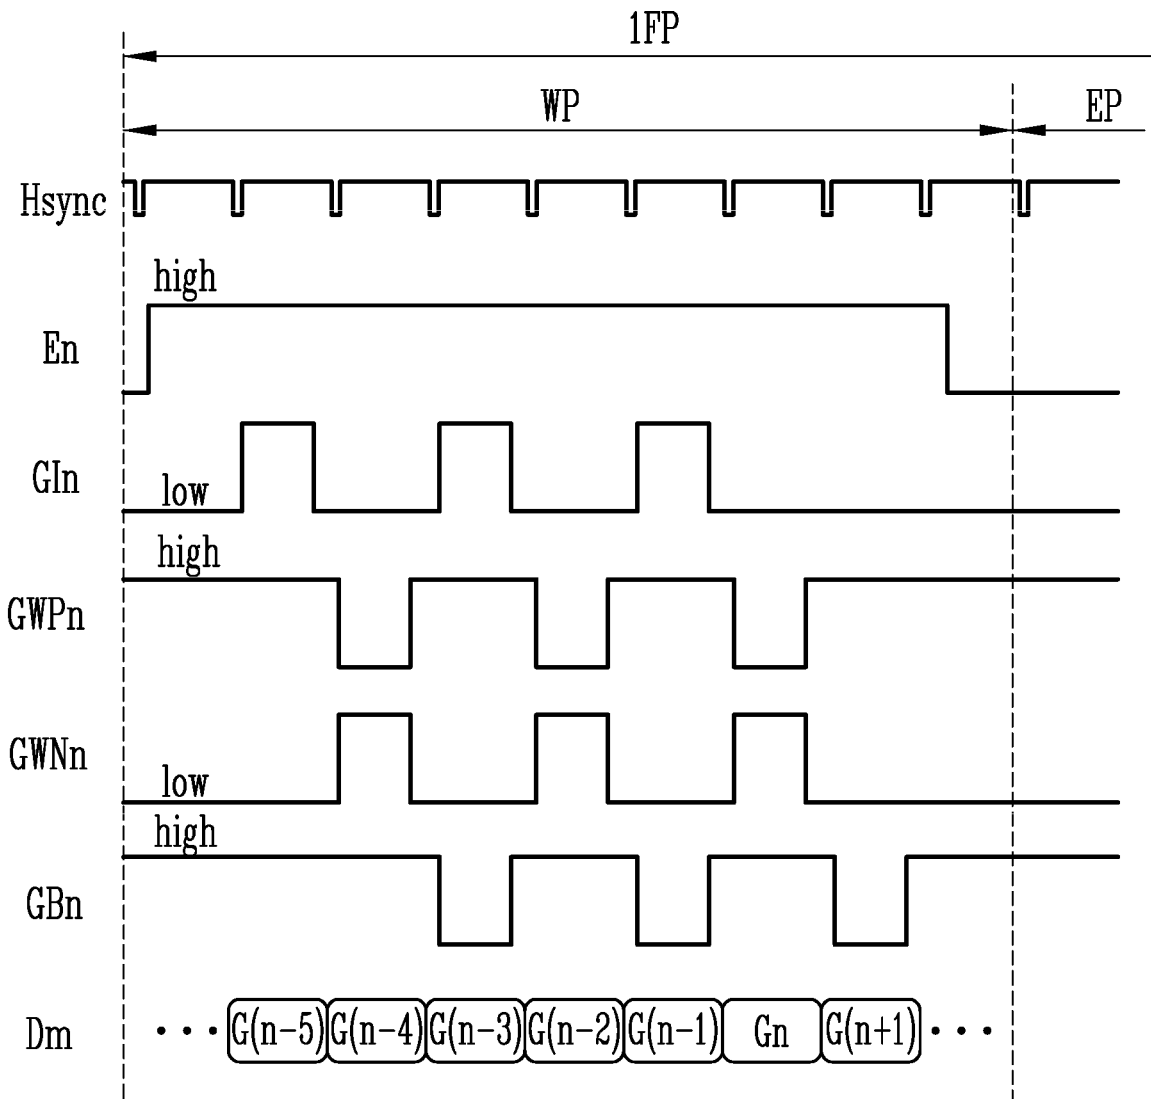 1FP
WP EP
Hsync
high
En
GIn
low
high
GWPn
GWNn
low
high
GBn
Dm ··· G(n-5) G(n-4) G(n-3) G(n-2) G(n-1) Gn G(n+1) ···